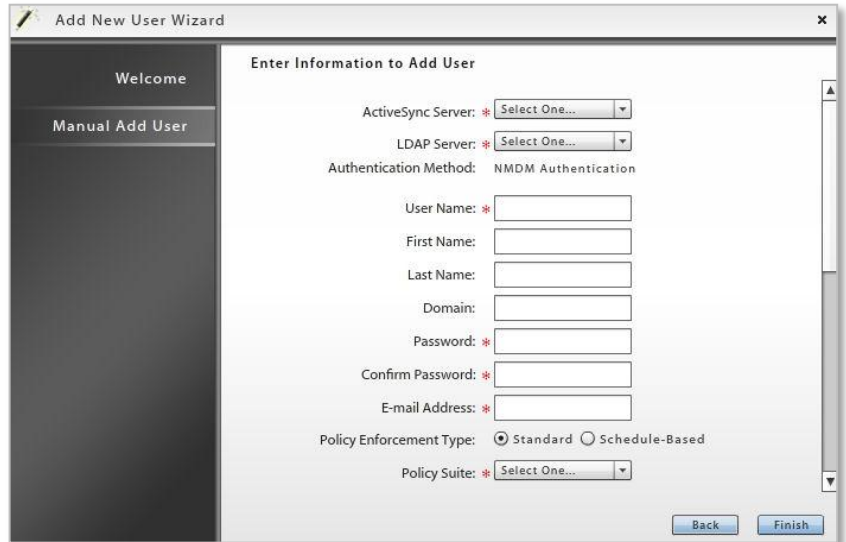 Add New User Wizard x
Welcome
Manual Add User
Enter Information to Add User
ActiveSync Server: * Select One...
LDAP Server: * Select One...
Authentication Method: NMDM Authentication
User Name: *
First Name:
Last Name:
Domain:
Password: *
Confirm Password: *
E-mail Address: *
Policy Enforcement Type: Standard Schedule-Based
Policy Suite: * Select One...
Back Finish